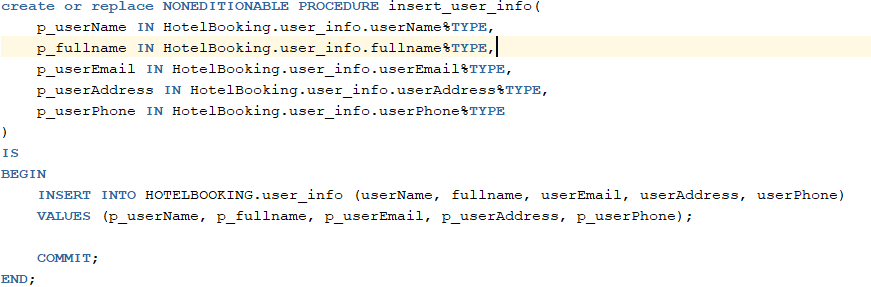 create or replace NONEDITIONABLE PROCEDURE insert_user_info(
    p_userName IN HotelBooking.user_info.userName%TYPE,
    p_fullname IN HotelBooking.user_info.fullname%TYPE,
    p_userEmail IN HotelBooking.user_info.userEmail%TYPE,
    p_userAddress IN HotelBooking.user_info.userAddress%TYPE,
    p_userPhone IN HotelBooking.user_info.userPhone%TYPE
)
IS
BEGIN
    INSERT INTO HOTELBOOKING.user_info (userName, fullname, userEmail, userAddress, userPhone)
    VALUES (p_userName, p_fullname, p_userEmail, p_userAddress, p_userPhone);

    COMMIT;
END;